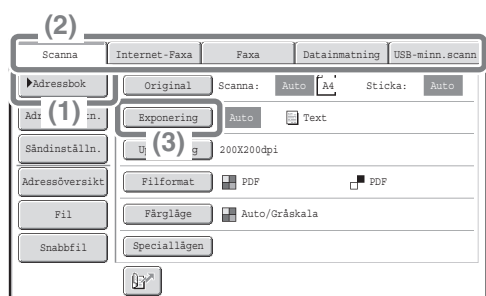 (2)
Scanna Internet-Faxa Faxa Datainmatning USB-minn.scann
Adressbok Original Scanna: Auto A4 Sticka: Auto
(1) Exponering Auto Text
Sändinställn. (3) 200X200dpi
Adressöversikt Filformat PDF PDF
Fil Färgläge Auto/Gråskala
Snabbfil Speciallägen